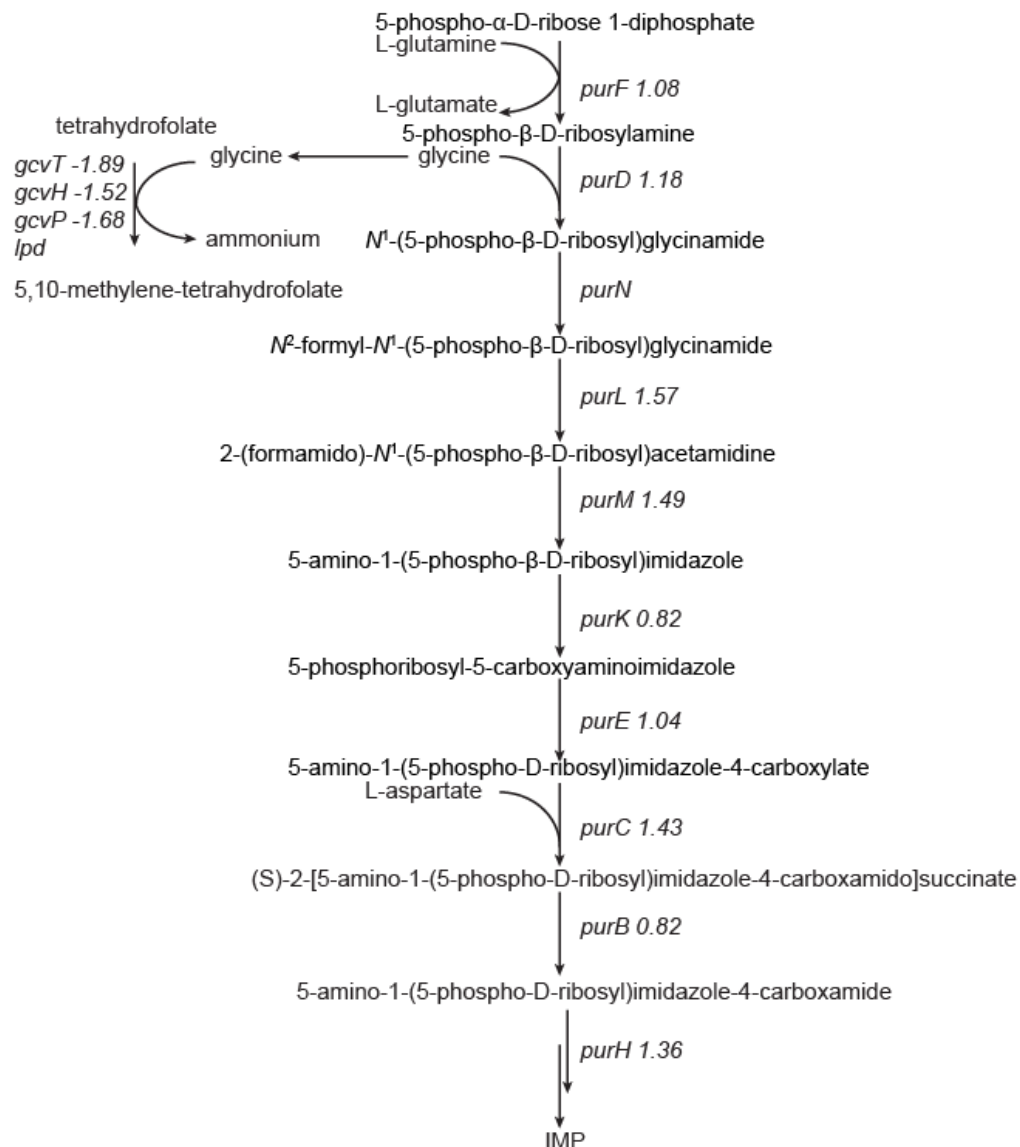 5-phospho-α-D-ribose 1-diphosphate
L-glutamine
purF 1.08
L-glutamate
5-phospho-β-D-ribosylamine
tetrahydrofolate
glycine
glycine
gcvT -1.89
gcvH -1.52
gcvP -1.68
lpd
purD 1.18
ammonium
N¹-(5-phospho-β-D-ribosyl)glycinamide
5,10-methylene-tetrahydrofolate
purN
N²-formyl-N¹-(5-phospho-β-D-ribosyl)glycinamide
purL 1.57
2-(formamido)-N¹-(5-phospho-β-D-ribosyl)acetamidine
purM 1.49
5-amino-1-(5-phospho-β-D-ribosyl)imidazole
purK 0.82
5-phosphoribosyl-5-carboxyaminoimidazole
purE 1.04
5-amino-1-(5-phospho-D-ribosyl)imidazole-4-carboxylate
L-aspartate
purC 1.43
(S)-2-[5-amino-1-(5-phospho-D-ribosyl)imidazole-4-carboxamido]succinate
purB 0.82
5-amino-1-(5-phospho-D-ribosyl)imidazole-4-carboxamide
purH 1.36
IMP